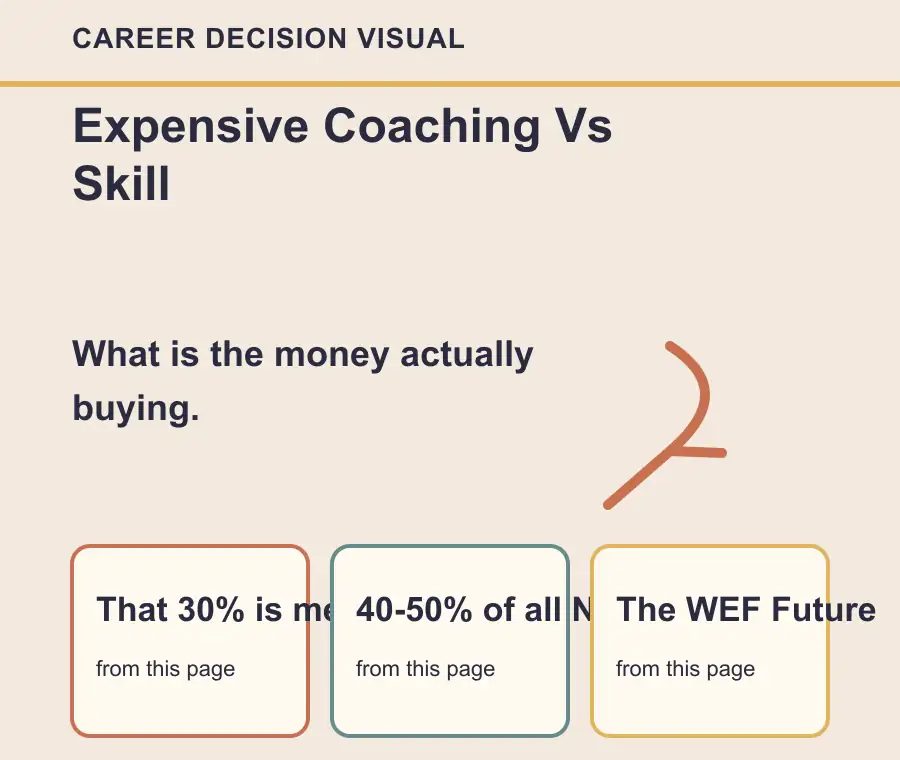 CAREER DECISION VISUAL
Expensive Coaching Vs
Skill
What is the money actually
buying.
That 30% is me
40-50% of all N
The WEF Future
from this page
from this page
from this page